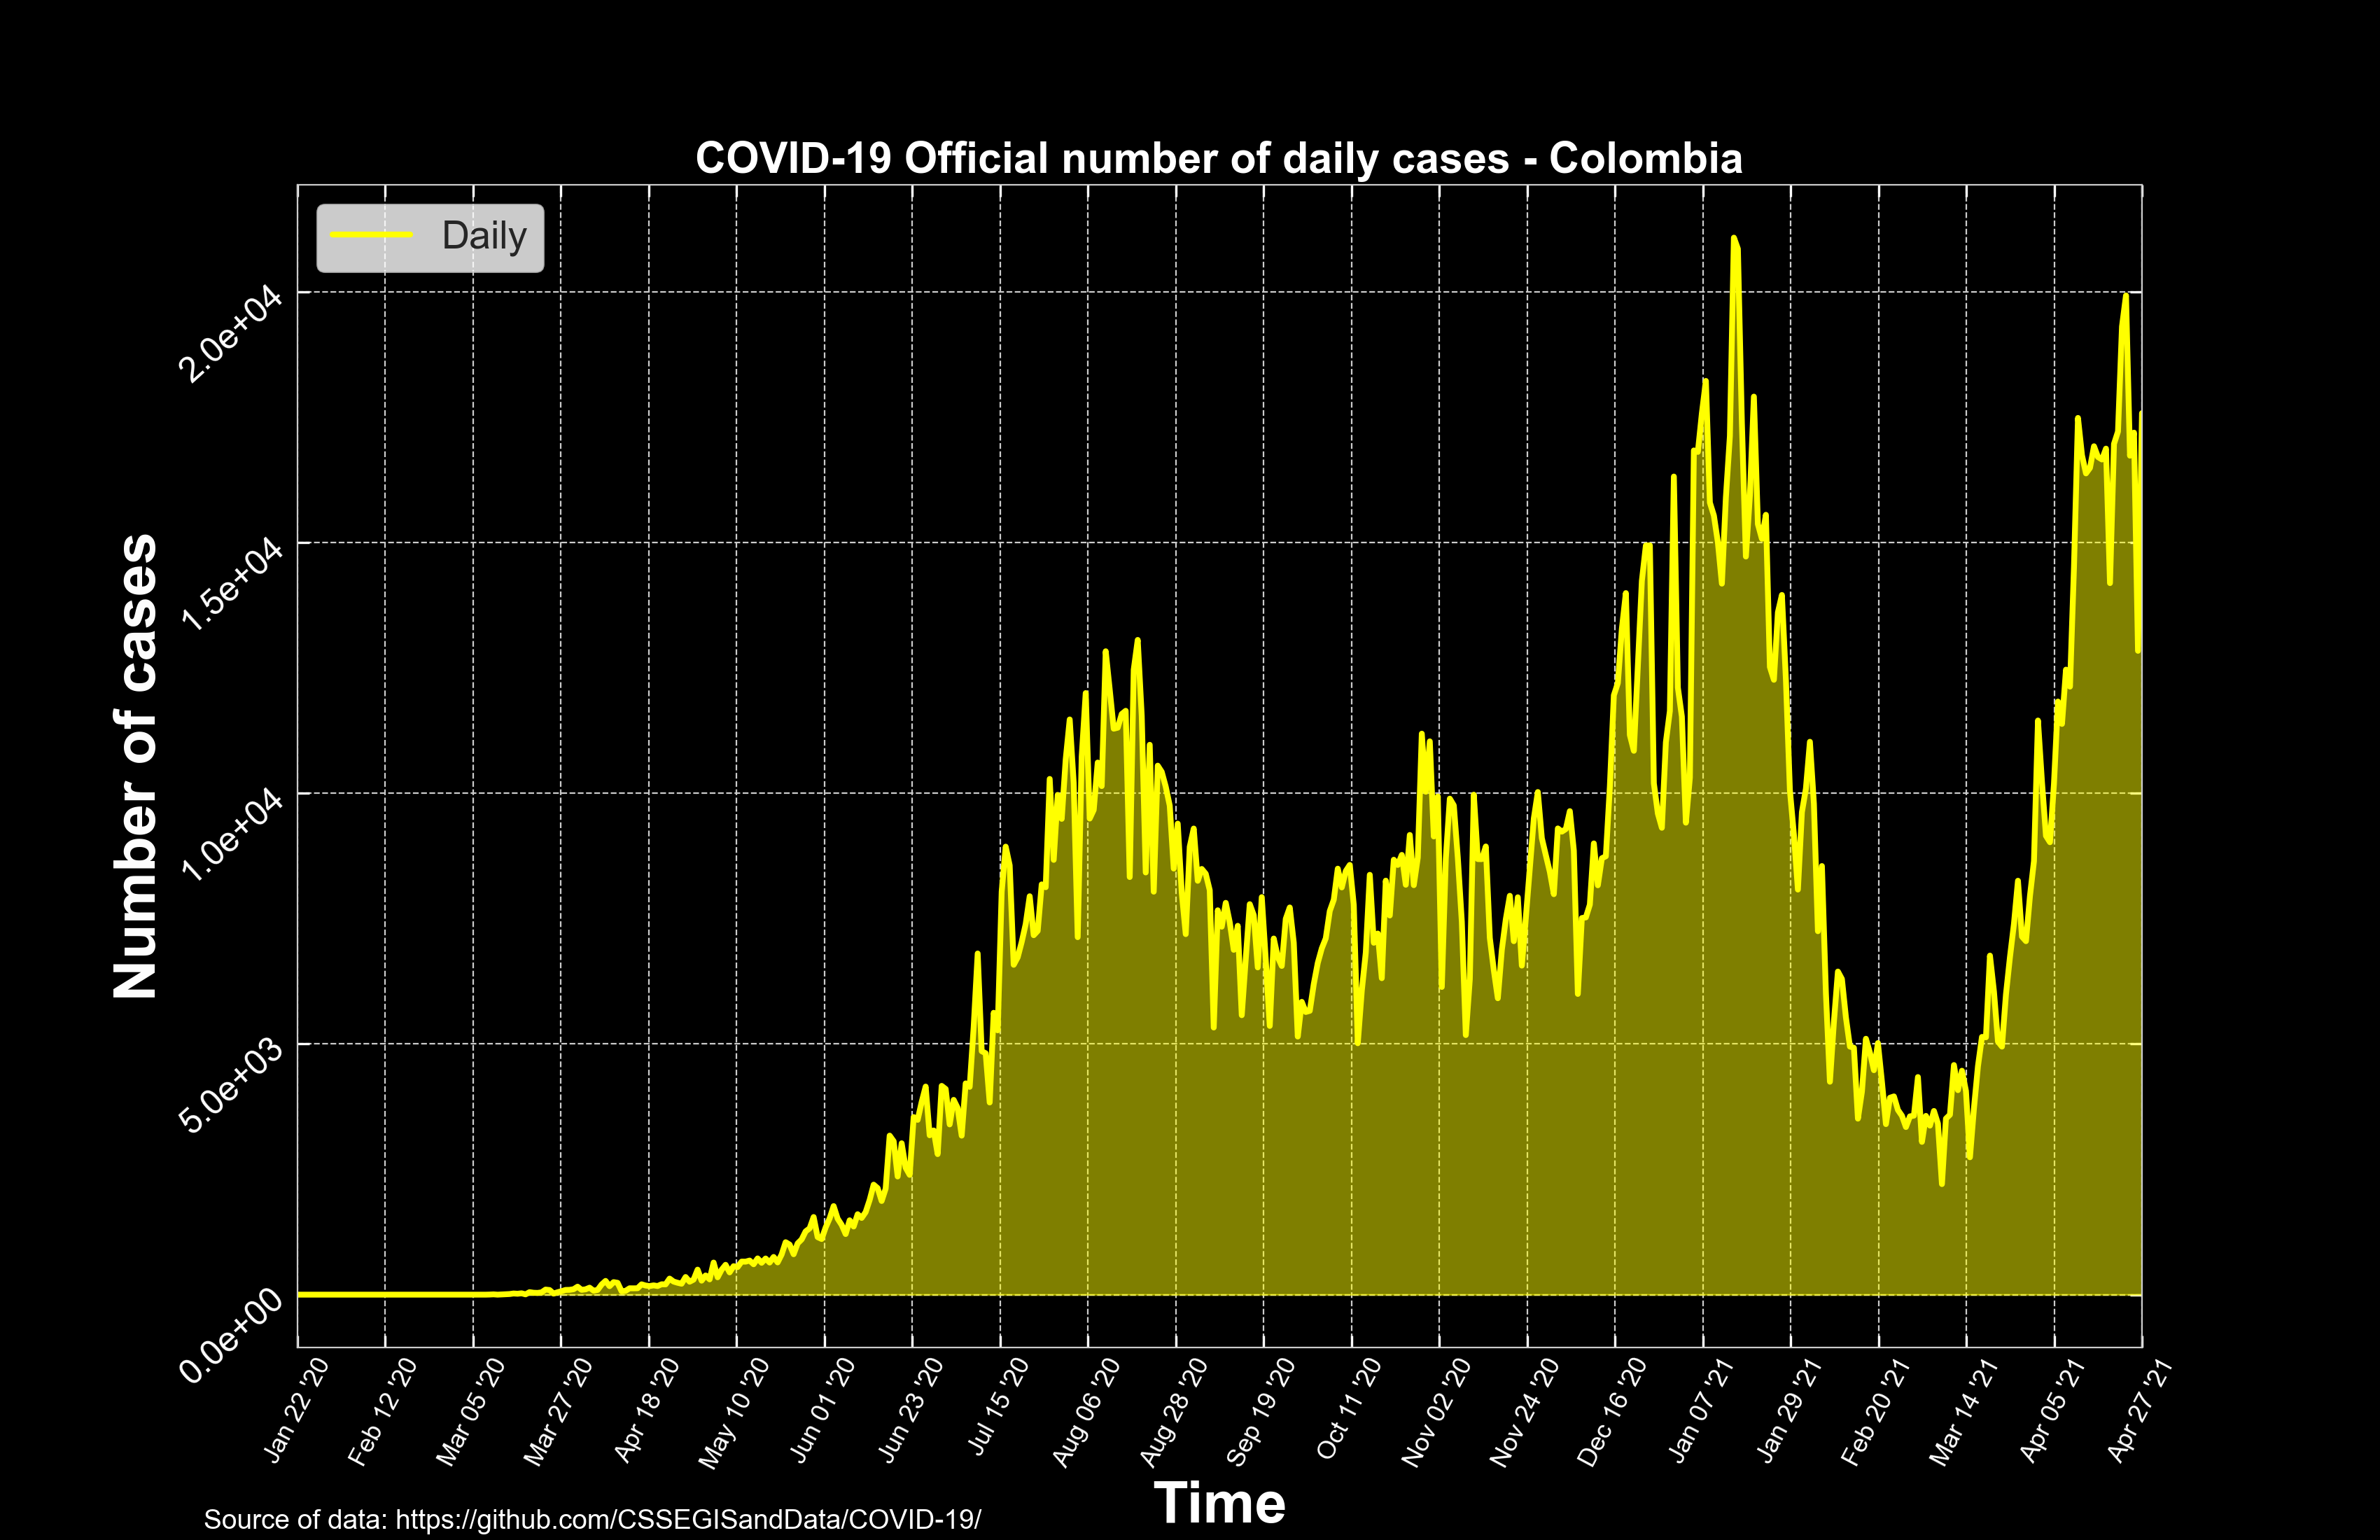 COVID-19 Official number of daily cases - Colombia
Daily
Number of cases
2.0e+04
1.5e+04
1.0e+04
5.0e+03
0.0e+00
Jan 22 '20
Feb 12 '20
Mar 05 '20
Mar 27 '20
Apr 18 '20
May 10 '20
Jun 01 '20
Jun 23 '20
Jul 15 '20
Aug 06 '20
Aug 28 '20
Sep 19 '20
Oct 11 '20
Nov 02 '20
Nov 24 '20
Dec 16 '20
Jan 07 '21
Jan 29 '21
Feb 20 '21
Mar 14 '21
Apr 05 '21
Apr 27 '21
Time
Source of data: https://github.com/CSSEGISandData/COVID-19/